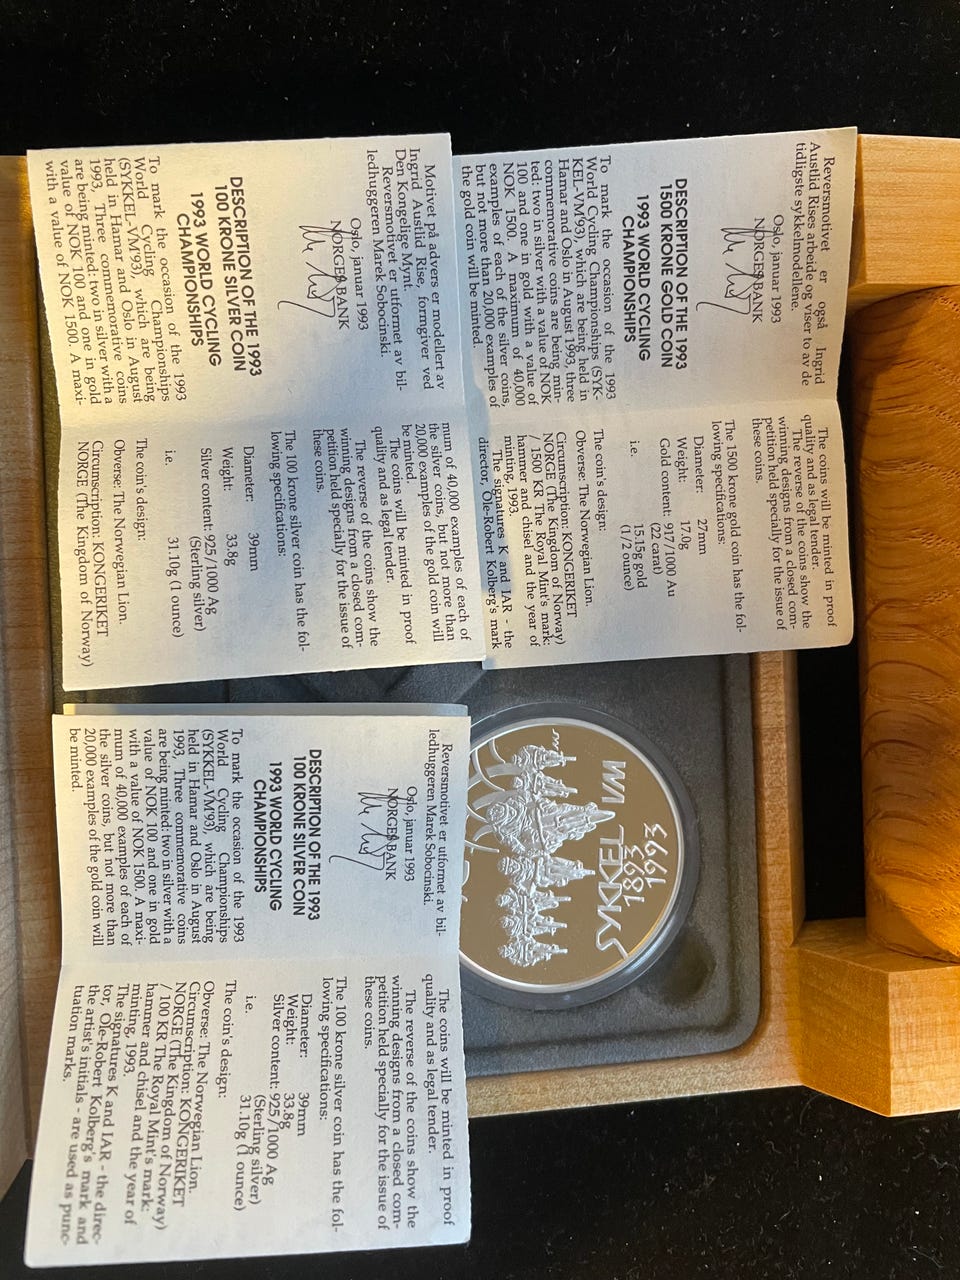 Motivet på advers er modellert av
Ingrid Austlid Rise, formgiver ved
Den Kongelige Mynt.
Reversmotivet er utformet av bil-
ledhuggeren Marek Sobocinski.
Oslo, januar 1993
NORGES BANK
DESCRIPTION OF THE 1993
100 KRONE SILVER COIN
1993 WORLD CYCLING
CHAMPIONSHIPS
To mark the occasion of the 1993
World Cycling Championships
(SYKKEL-VM'93), which are being
held in Hamar and Oslo in August
1993, Three commemorative coins
are being minted: two in silver with a
value of NOK 100 and one in gold
with a value of NOK 1500. A maxi-
mum of 40,000 examples of each of
the silver coins, but not more than
20,000 examples of the gold coin will
be minted.
The coins will be minted in proof
quality and as legal tender.
The reverse of the coins show the
winning designs from a closed com-
petition held specially for the issue of
these coins.
The 100 krone silver coin has the fol-
lowing specifications:
Diameter: 39mm
Weight: 33.8g
Silver content: 925/1000 Ag
(Sterling silver)
i.e. 31.10g (1 ounce)
The coin's design:
Obverse: The Norwegian Lion.
Circumscription: KONGERIKET
NORGE (The Kingdom of Norway)
Reversmotivet er også Ingrid
Austlid Rises arbeide og viser to av de
tidligste sykkelmodellene.
Oslo, januar 1993
NORGES BANK
DESCRIPTION OF THE 1993
1500 KRONE GOLD COIN
1993 WORLD CYCLING
CHAMPIONSHIPS
To mark the occasion of the 1993
World Cycling Championships (SYK-
KEL-VM'93), which are being held in
Hamar and Oslo in August 1993, three
commemorative coins are being min-
ted: two in silver with a value of NOK
100 and one in gold with a value of
NOK 1500. A maximum of 40,000
examples of each of the silver coins,
but not more than 20,000 examples of
the gold coin will be minted.
The coins will be minted in proof
quality and as legal tender.
The reverse of the coins show the
winning designs from a closed com-
petition held specially for the issue of
these coins.
The 1500 krone gold coin has the fol-
lowing specifications:
Diameter: 27mm
Weight: 17.0g
Gold content: 917/1000 Au
(22 carat)
i.e. 15.15g gold
(1/2 ounce)
The coin's design:
Obverse: The Norwegian Lion.
Circumscription: KONGERIKET
NORGE (The Kingdom of Norway)
/ 1500 KR The Royal Mint's mark:
hammer and chisel and the year of
minting, 1993.
The signatures K and IAR - the
director, Ole-Robert Kolberg's mark
Reversmotivet er utformet av bil-
ledhuggeren Marek Sobocinski.
Oslo, januar 1993
NORGES BANK
DESCRIPTION OF THE 1993
100 KRONE SILVER COIN
1993 WORLD CYCLING
CHAMPIONSHIPS
To mark the occasion of the 1993
World Cycling Championships
(SYKKEL-VM'93), which are being
held in Hamar and Oslo in August
1993, Three commemorative coins
are being minted: two in silver with a
value of NOK 100 and one in gold
with a value of NOK 1500. A maxi-
mum of 40,000 examples of each of
the silver coins, but not more than
20,000 examples of the gold coin will
be minted.
The coins will be minted in proof
quality and as legal tender.
The reverse of the coins show the
winning designs from a closed com-
petition held specially for the issue of
these coins.
The 100 krone silver coin has the fol-
lowing specifications:
Diameter: 39mm
Weight: 33.8g
Silver content: 925/1000 Ag
(Sterling silver)
i.e. 31.10g (1 ounce)
The coin's design:
Obverse: The Norwegian Lion.
Circumscription: KONGERIKET
NORGE (The Kingdom of Norway)
/ 100 KR The Royal Mint's mark:
hammer and chisel and the year of
minting, 1993.
The signatures K and IAR - the direc-
tor, Ole-Robert Kolberg's mark and
the artist's initials - are used as punc-
tuation marks.
1993
1893
SYKKEL
VM